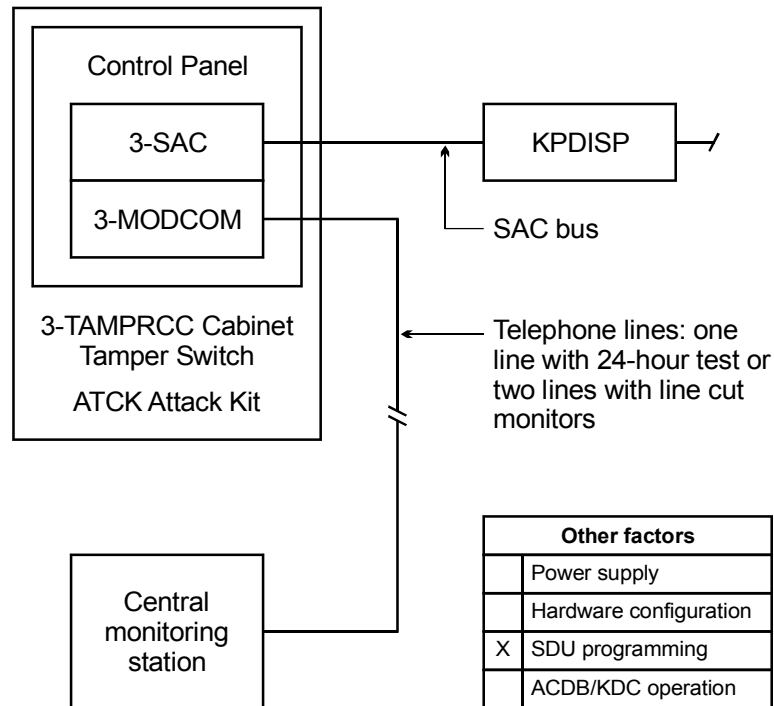 Control Panel
3-SAC
3-MODCOM
3-TAMPRCC Cabinet
Tamper Switch
ATCK Attack Kit
KPDISP
SAC bus
Telephone lines: one
line with 24-hour test or
two lines with line cut
monitors
Central
monitoring
station
Other factors
Power supply
Hardware configuration
X SDU programming
ACDB/KDC operation